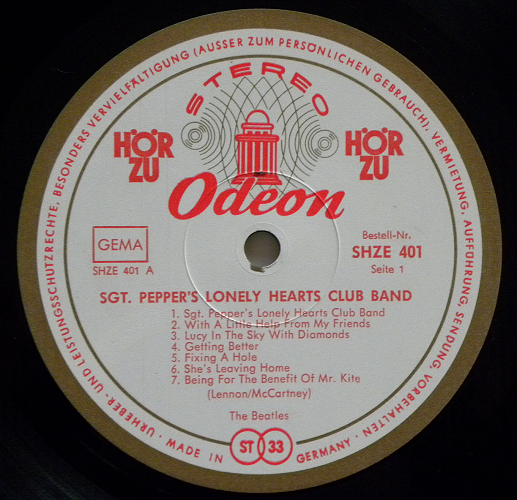 URHEBER- UND LEISTUNGSSCHUTZRECHTE, BESONDERS VERVIELFÄLTIGUNG (AUSSER ZUM PERSÖNLICHEN GEBRAUCH), VERMIETUNG, AUFFÜHRUNG, SENDUNG, VORBEHALTEN ·
STEREO
HÖR
ZU
HÖR
ZU
Odeon
GEMA
SHZE 401 A
Bestell-Nr.
SHZE 401
Seite 1
SGT. PEPPER'S LONELY HEARTS CLUB BAND
1. Sgt. Pepper's Lonely Hearts Club Band
2. With A Little Help From My Friends
3. Lucy In The Sky With Diamonds
4. Getting Better
5. Fixing A Hole
6. She's Leaving Home
7. Being For The Benefit Of Mr. Kite
(Lennon/McCartney)
The Beatles
MADE IN ST 33 GERMANY ·